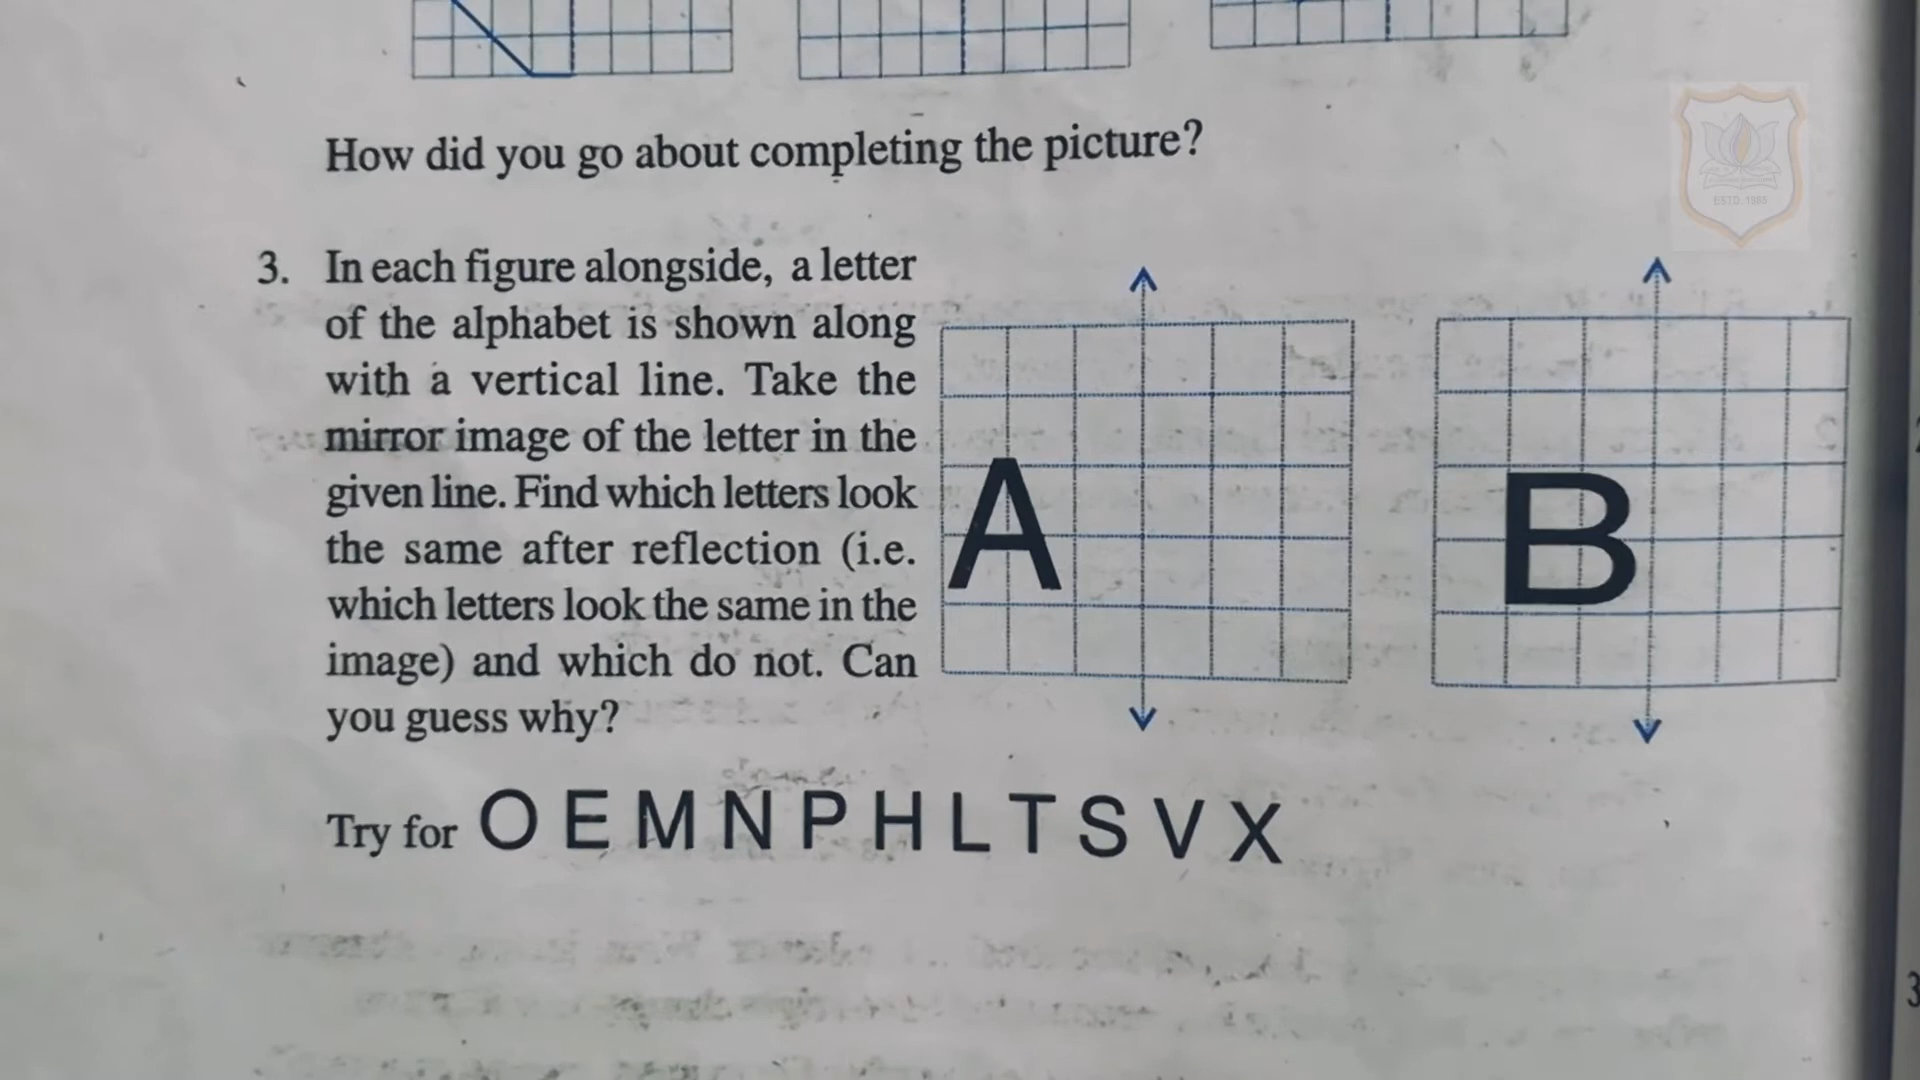 How did you go about completing the picture?
ESTD. 1985
3. In each figure alongside, a letter
of the alphabet is shown along
with a vertical line. Take the
mirror image of the letter in the
given line. Find which letters look
the same after reflection (i.e.
which letters look the same in the
image) and which do not. Can
you guess why?
A
B
Try for O E M N P H L T S V X
3